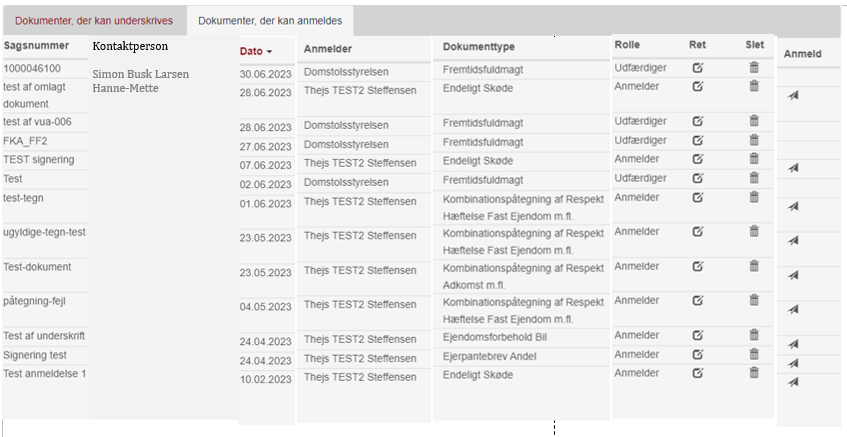 Dokumenter, der kan underskrives Dokumenter, der kan anmeldes
Sagsnummer Kontaktperson Dato Anmelder Dokumenttype Rolle Ret Slet Anmeld
1000046100 Simon Busk Larsen 30.06.2023 Domstolsstyrelsen Fremtidsfuldmagt Udfærdiger
test af omlagt Hanne-Mette 28.06.2023 Thejs TEST2 Steffensen Endeligt Skøde Anmelder
dokument
test af vua-006 28.06.2023 Domstolsstyrelsen Fremtidsfuldmagt Udfærdiger
FKA_FF2 27.06.2023 Domstolsstyrelsen Fremtidsfuldmagt Udfærdiger
TEST signering 07.06.2023 Thejs TEST2 Steffensen Endeligt Skøde Anmelder
Test 02.06.2023 Domstolsstyrelsen Fremtidsfuldmagt Udfærdiger
test-tegn 01.06.2023 Thejs TEST2 Steffensen Kombinationspåtegning af Respekt Anmelder
Hæftelse Fast Ejendom m.fl.
ugyldige-tegn-test 23.05.2023 Thejs TEST2 Steffensen Kombinationspåtegning af Respekt Anmelder
Hæftelse Fast Ejendom m.fl.
Test-dokument 23.05.2023 Thejs TEST2 Steffensen Kombinationspåtegning af Respekt Anmelder
Adkomst m.fl.
påtegning-fejl 04.05.2023 Thejs TEST2 Steffensen Kombinationspåtegning af Respekt Anmelder
Hæftelse Fast Ejendom m.fl.
Test af underskrift 24.04.2023 Thejs TEST2 Steffensen Ejendomsforbehold Bil Anmelder
Signering test 24.04.2023 Thejs TEST2 Steffensen Ejerpantebrev Andel Anmelder
Test anmeldelse 1 10.02.2023 Thejs TEST2 Steffensen Endeligt Skøde Anmelder